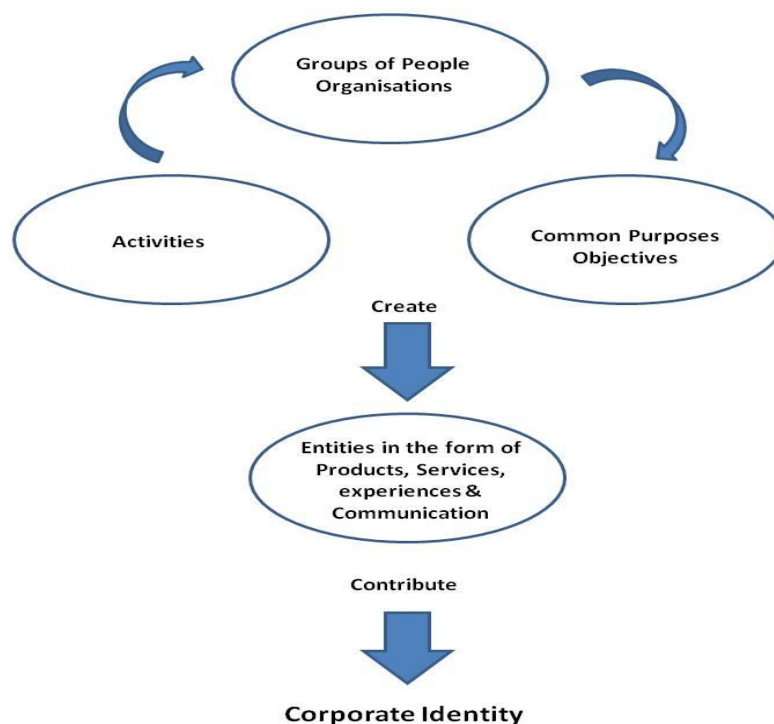 Groups of People
Organisations
Activities
Common Purposes
Objectives
Create
Entities in the form of
Products, Services,
experiences & 
Communication
Contribute
Corporate Identity